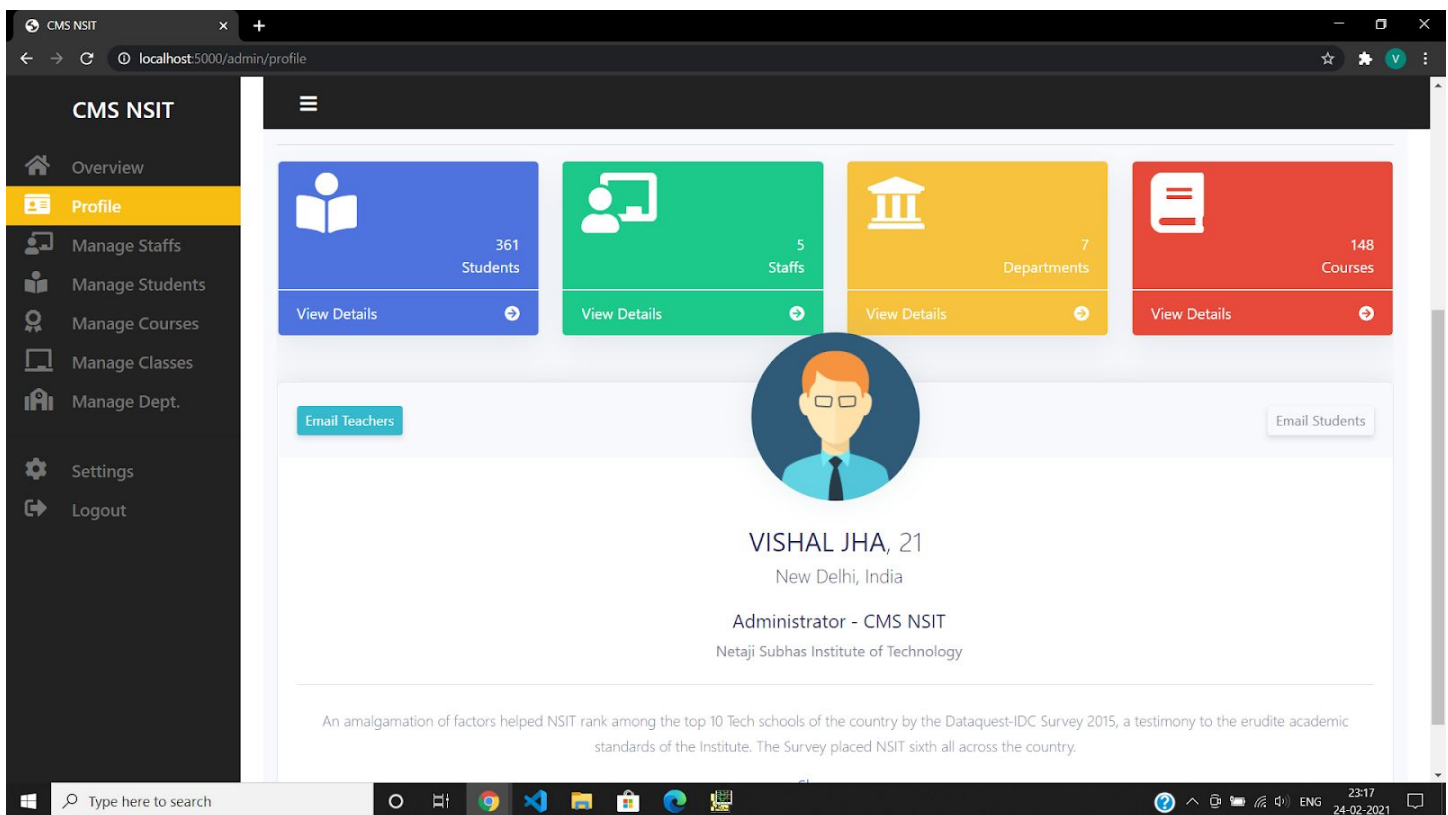 CMS NSIT
localhost:5000/admin/profile
V
CMS NSIT
Overview
Profile
Manage Staffs
Manage Students
Manage Courses
Manage Classes
Manage Dept.
Settings
Logout
361
Students
View Details
5
Staffs
View Details
7
Departments
View Details
148
Courses
View Details
Email Teachers
Email Students
VISHAL JHA, 21
New Delhi, India
Administrator - CMS NSIT
Netaji Subhas Institute of Technology
An amalgamation of factors helped NSIT rank among the top 10 Tech schools of the country by the Dataquest-IDC Survey 2015, a testimony to the erudite academic
standards of the Institute. The Survey placed NSIT sixth all across the country.
Type here to search
ENG
23:17
24-02-2021